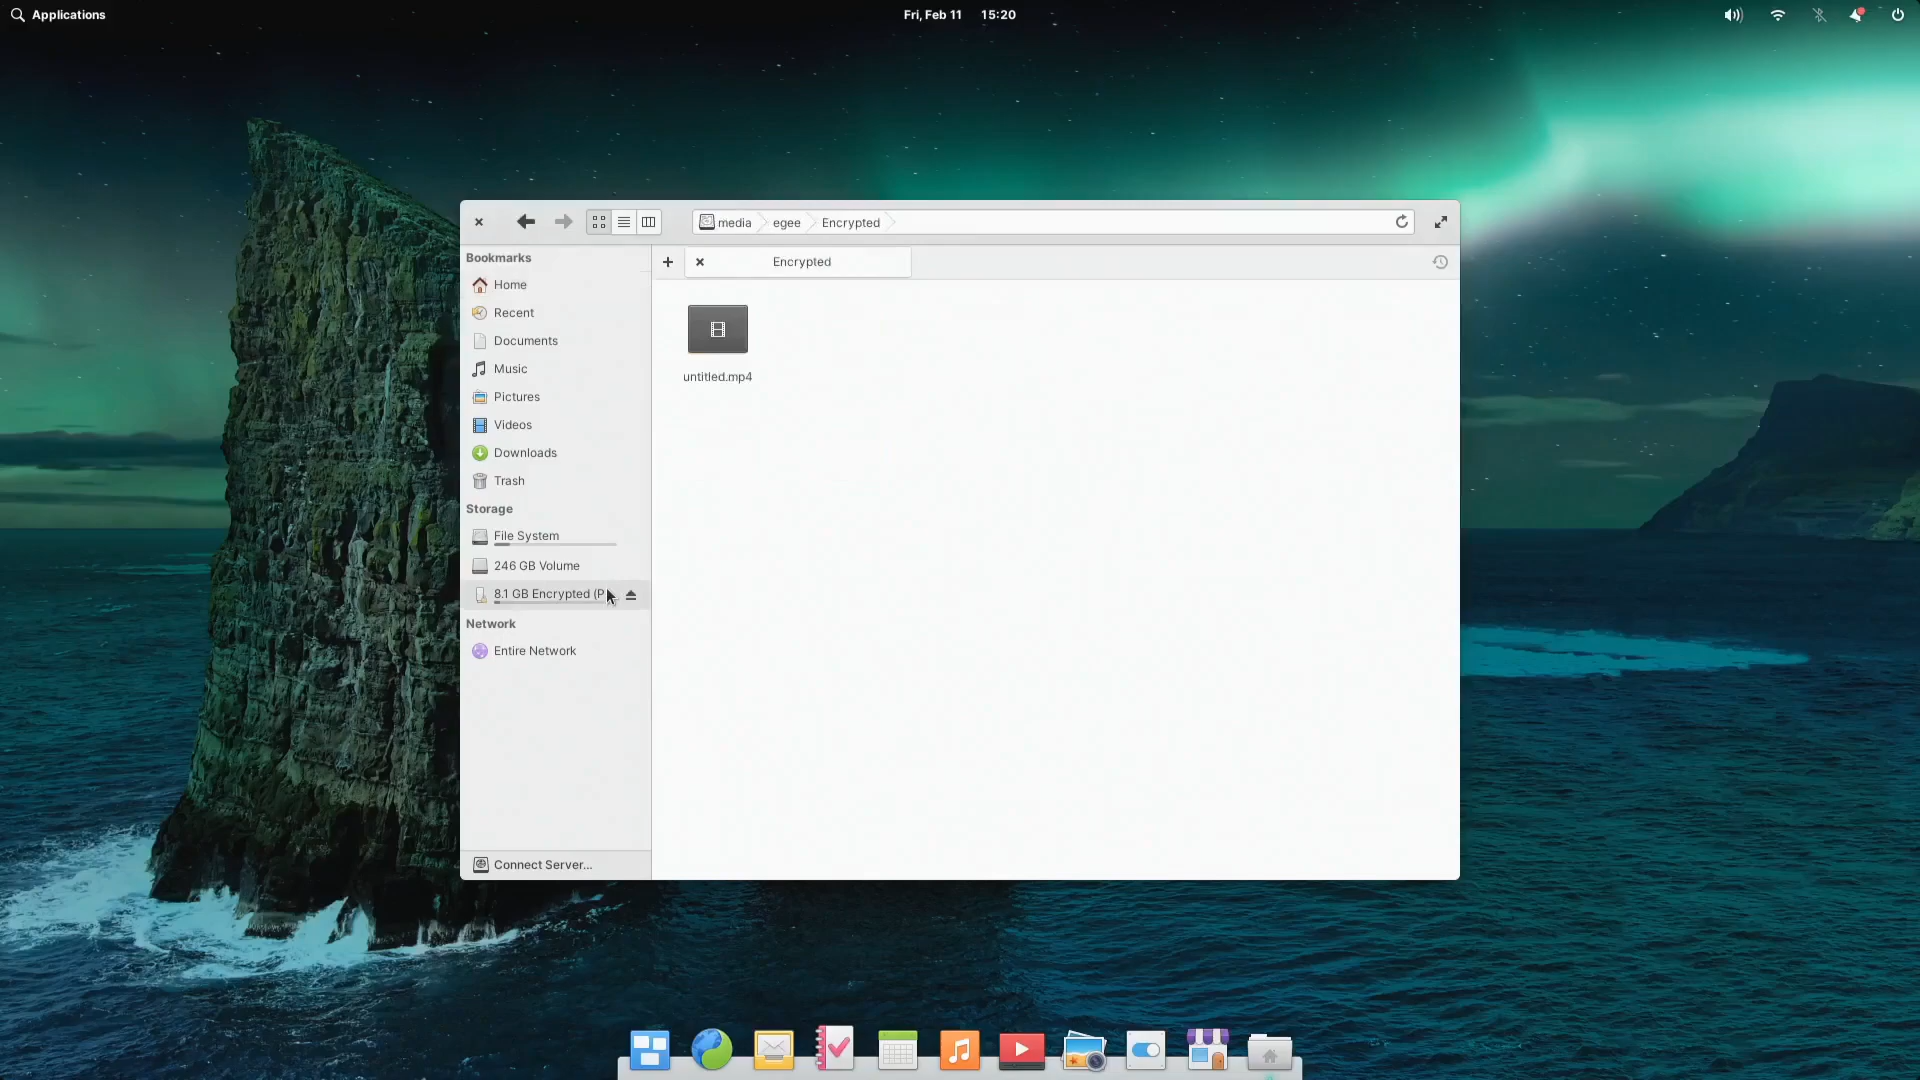 Applications
Fri, Feb 11 15:20
media egee Encrypted
Encrypted
Bookmarks
Home
Recent
Documents
Music
Pictures
Videos
Downloads
Trash
Storage
File System
246 GB Volume
8.1 GB Encrypted (P
Network
Entire Network
Connect Server...
untitled.mp4